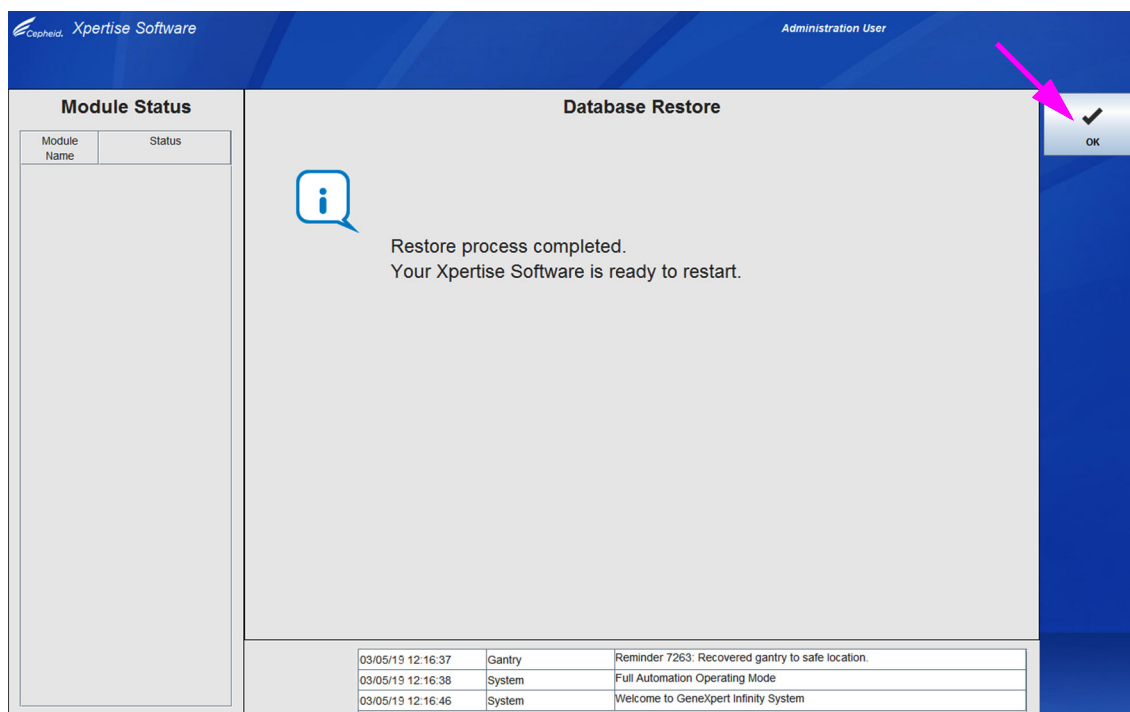 Cepheid. Xpertise Software
Administration User
Module Status
Module Name
Status
Database Restore
OK
Restore process completed.
Your Xpertise Software is ready to restart.
03/05/19 12:16:37 Gantry Reminder 7263: Recovered gantry to safe location.
03/05/19 12:16:38 System Full Automation Operating Mode
03/05/19 12:16:46 System Welcome to GeneXpert Infinity System